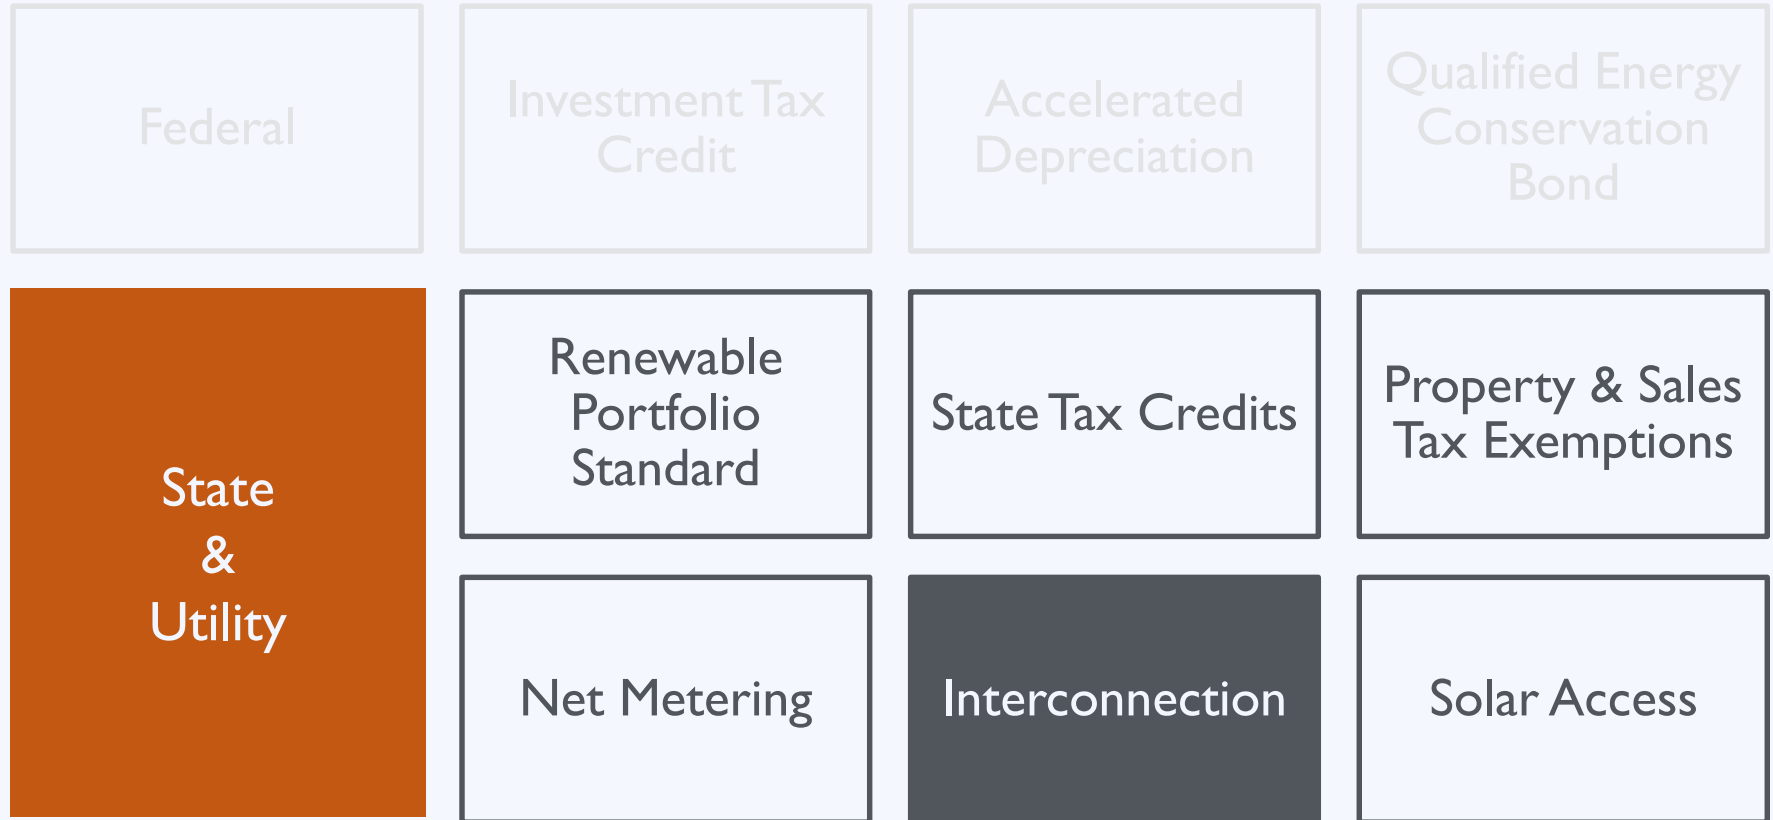 Federal
Investment Tax
Credit
Accelerated
Depreciation
Qualified Energy
Conservation
Bond
State
&
Utility
Renewable
Portfolio
Standard
State Tax Credits
Property & Sales
Tax Exemptions
Net Metering
Interconnection
Solar Access